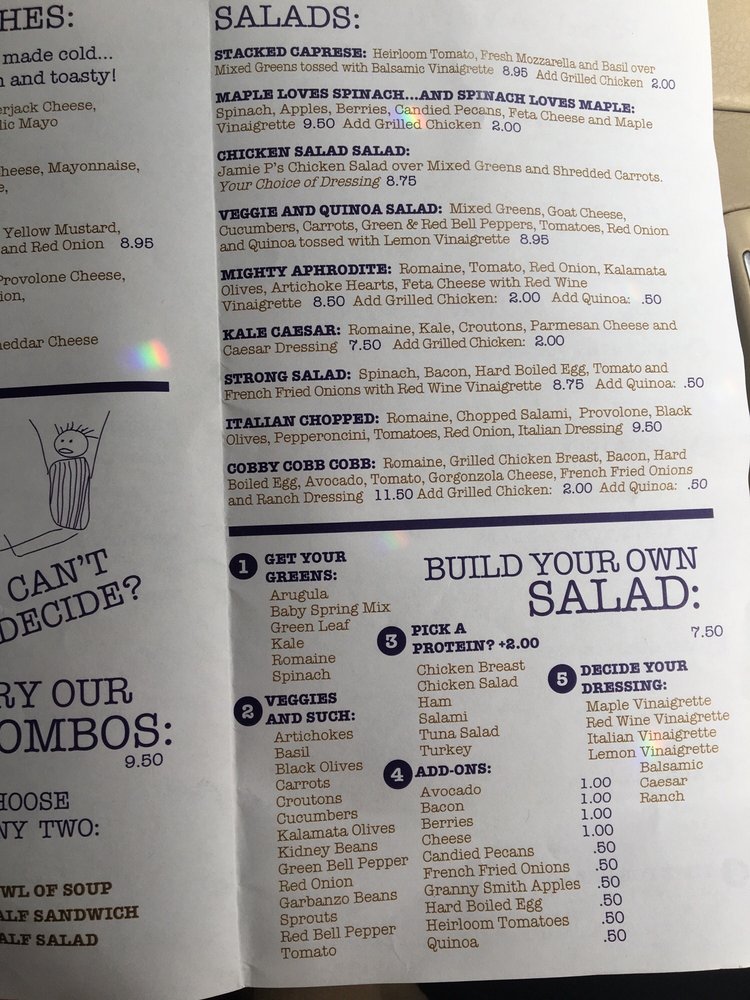 HES:
made cold...
and toasty!
erjack Cheese,
lic Mayo
heese, Mayonnaise,
e,
Yellow Mustard,
and Red Onion 8.95
Provolone Cheese,
ion,
heddar Cheese
CAN'T
DECIDE?
RY OUR
OMBOS:
9.50
HOOSE
NY TWO:
WL OF SOUP
ALF SANDWICH
ALF SALAD
SALADS:
STACKED CAPRESE: Heirloom Tomato, Fresh Mozzarella and Basil over
Mixed Greens tossed with Balsamic Vinaigrette 8.95 Add Grilled Chicken 2.00
MAPLE LOVES SPINACH...AND SPINACH LOVES MAPLE:
Spinach, Apples, Berries, Candied Pecans, Feta Cheese and Maple
Vinaigrette 9.50 Add Grilled Chicken 2.00
CHICKEN SALAD SALAD:
Jamie P's Chicken Salad over Mixed Greens and Shredded Carrots.
Your Choice of Dressing 8.75
VEGGIE AND QUINOA SALAD: Mixed Greens, Goat Cheese,
Cucumbers, Carrots, Green & Red Bell Peppers, Tomatoes, Red Onion
and Quinoa tossed with Lemon Vinaigrette 8.95
MIGHTY APHRODITE: Romaine, Tomato, Red Onion, Kalamata
Olives, Artichoke Hearts, Feta Cheese with Red Wine
Vinaigrette 8.50 Add Grilled Chicken: 2.00 Add Quinoa: .50
KALE CAESAR: Romaine, Kale, Croutons, Parmesan Cheese and
Caesar Dressing 7.50 Add Grilled Chicken: 2.00
STRONG SALAD: Spinach, Bacon, Hard Boiled Egg, Tomato and
French Fried Onions with Red Wine Vinaigrette 8.75 Add Quinoa: .50
ITALIAN CHOPPED: Romaine, Chopped Salami, Provolone, Black
Olives, Pepperoncini, Tomatoes, Red Onion, Italian Dressing 9.50
COBBY COBB COBB: Romaine, Grilled Chicken Breast, Bacon, Hard
Boiled Egg, Avocado, Tomato, Gorgonzola Cheese, French Fried Onions
and Ranch Dressing 11.50 Add Grilled Chicken: 2.00 Add Quinoa: .50
BUILD YOUR OWN
SALAD:
7.50
1 GET YOUR
GREENS:
Arugula
Baby Spring Mix
Green Leaf
Kale
Romaine
Spinach
2 VEGGIES
AND SUCH:
Artichokes
Basil
Black Olives
Carrots
Croutons
Cucumbers
Kalamata Olives
Kidney Beans
Green Bell Pepper
Red Onion
Garbanzo Beans
Sprouts
Red Bell Pepper
Tomato
3 PICK A
PROTEIN? +2.00
Chicken Breast
Chicken Salad
Ham
Salami
Tuna Salad
Turkey
4 ADD-ONS:
Avocado 1.00
Bacon 1.00
Berries 1.00
Cheese 1.00
Candied Pecans .50
French Fried Onions .50
Granny Smith Apples .50
Hard Boiled Egg .50
Heirloom Tomatoes .50
Quinoa .50
5 DECIDE YOUR
DRESSING:
Maple Vinaigrette
Red Wine Vinaigrette
Italian Vinaigrette
Lemon Vinaigrette
Balsamic
Caesar
Ranch